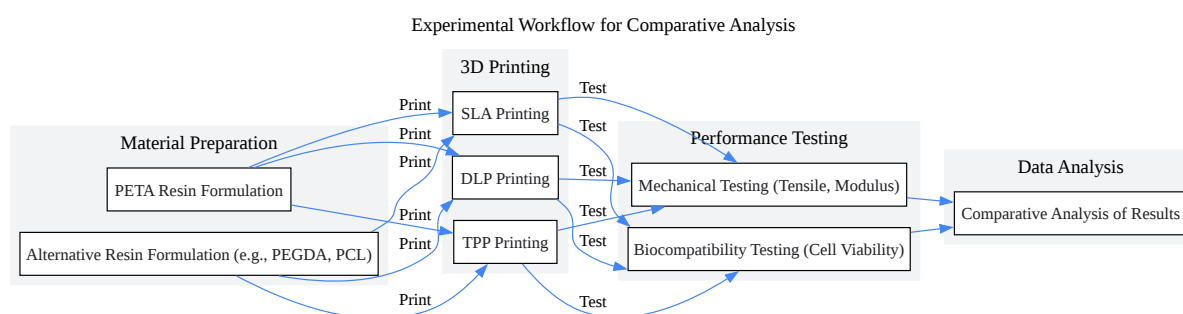 Experimental Workflow for Comparative Analysis
Material Preparation
PETA Resin Formulation
Alternative Resin Formulation (e.g., PEGDA, PCL)
Print
Print
Print
Print
Print
Print
3D Printing
SLA Printing
DLP Printing
TPP Printing
Test
Test
Test
Test
Test
Test
Performance Testing
Mechanical Testing (Tensile, Modulus)
Biocompatibility Testing (Cell Viability)
Data Analysis
Comparative Analysis of Results